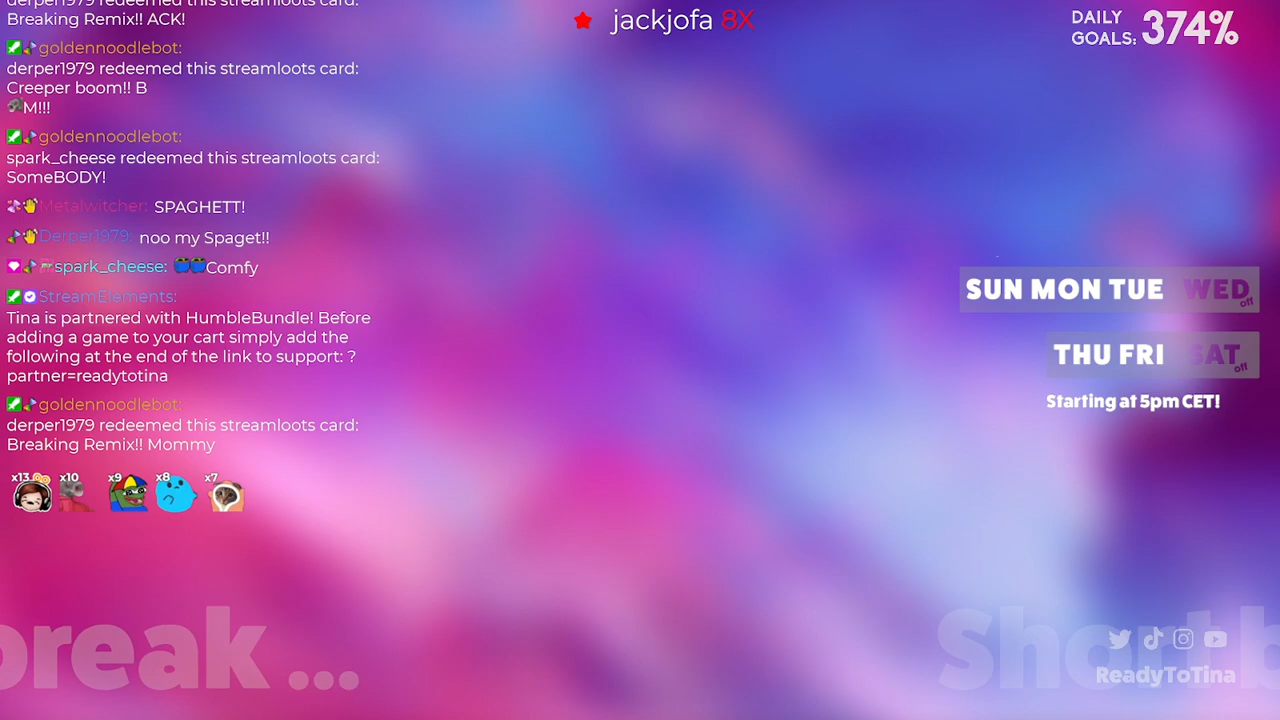 derper1979 redeemed this streamloots card:
Breaking Remix!! ACK!
goldennoodlebot:
derper1979 redeemed this streamloots card:
Creeper boom!! B
M!!!
goldennoodlebot:
spark_cheese redeemed this streamloots card:
SomeBODY!
Metalwitcher: SPAGHETT!
Derper1979: noo my Spaget!!
spark_cheese: Comfy
StreamElements:
Tina is partnered with HumbleBundle! Before
adding a game to your cart simply add the
following at the end of the link to support: ?
partner=readytotina
goldennoodlebot:
derper1979 redeemed this streamloots card:
Breaking Remix!! Mommy
x13 x10 x9 x8 x7
jackjofa 8X
DAILY
GOALS: 374%
SUN MON TUE WED off
THU FRI SAT off
Starting at 5pm CET!
break ... Short b
ReadyToTina